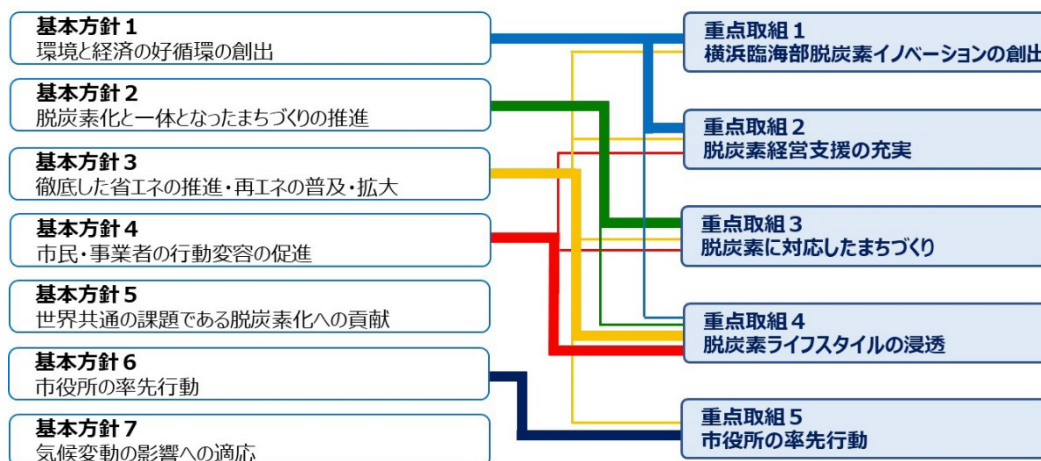 基本方針１
環境と経済の好循環の創出
基本方針２
脱炭素化と一体となったまちづくりの推進
基本方針３
徹底した省エネの推進・再エネの普及・拡大
基本方針４
市民・事業者の行動変容の促進
基本方針５
世界共通の課題である脱炭素化への貢献
基本方針６
市役所の率先行動
基本方針７
気候変動の影響への適応
重点取組１
横浜臨海部脱炭素イノベーションの創出
重点取組２
脱炭素経営支援の充実
重点取組３
脱炭素に対応したまちづくり
重点取組４
脱炭素ライフスタイルの浸透
重点取組５
市役所の率先行動